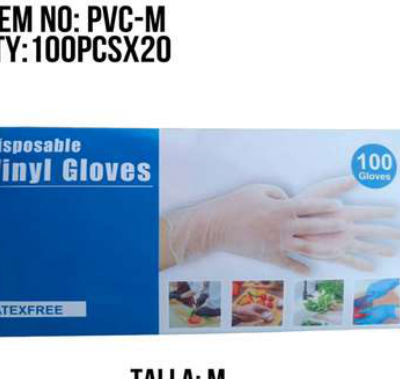 EM NO: PVC-M
TY:100PCSX20
isposable
inyl Gloves
100
Gloves
ATEXFREE
TALLA: M